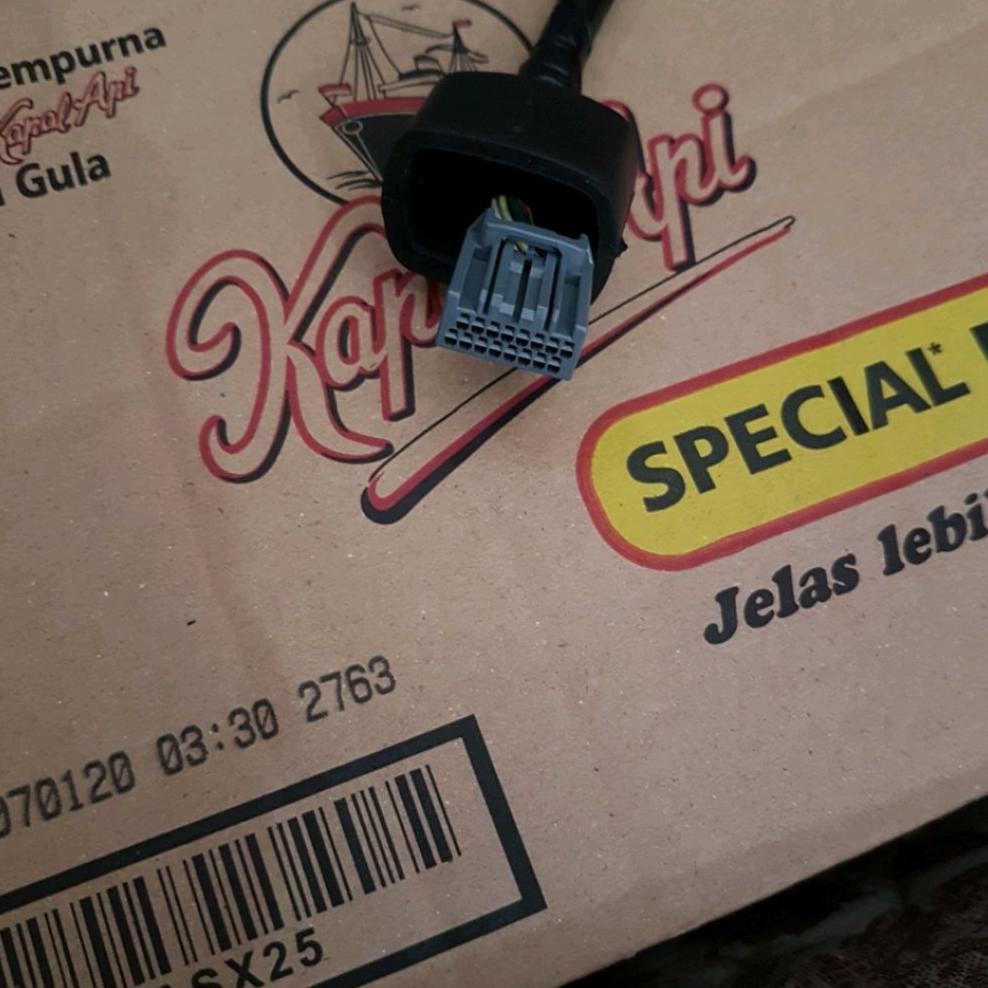 empurna
Kapal Api
Gula
Kapal Api
SPECIAL*
Jelas lebi
070120 03:30 2763
SX25